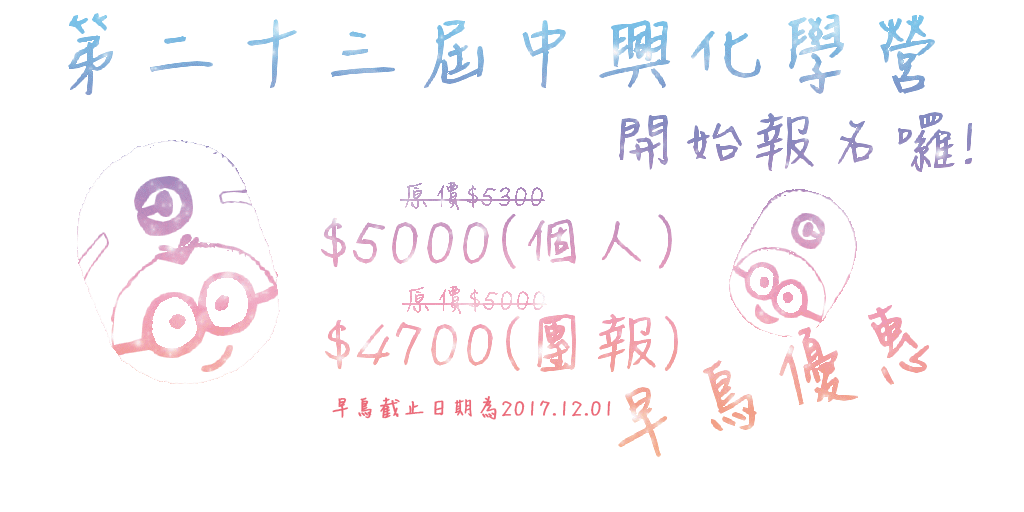 第二十三屆中興化學營
開始報名囉!
原價$5300
$5000(個人)
原價$5000
$4700(團報)
早鳥優惠
早鳥截止日期為2017.12.01